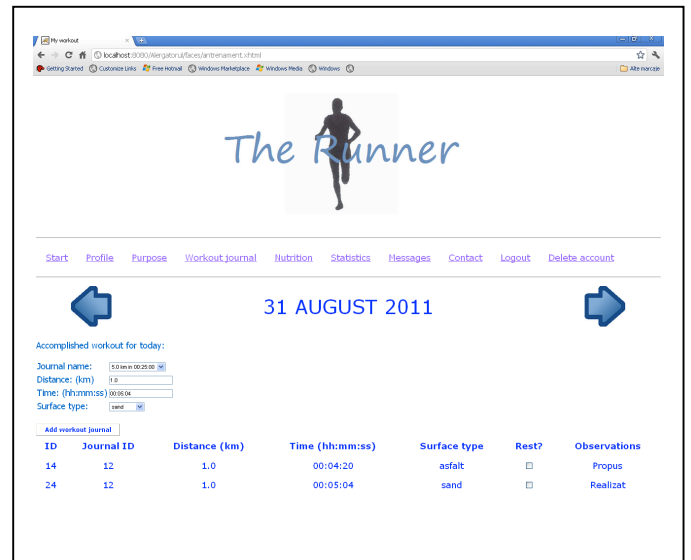 My workout
localhost:8080/Alergatorul/faces/antrenament.xhtml
Getting Started Customize Links Free Hotmail Windows Marketplace Windows Media Windows Alte marcaje
The Runner
Start Profile Purpose Workout journal Nutrition Statistics Messages Contact Logout Delete account
31 AUGUST 2011
Accomplished workout for today:
Journal name: 5.0 km in 00:25:00
Distance: (km) 1.0
Time: (hh:mm:ss) 00:05:04
Surface type: sand
Add workout journal
ID Journal ID Distance (km) Time (hh:mm:ss) Surface type Rest? Observations
14 12 1.0 00:04:20 asfalt Propus
24 12 1.0 00:05:04 sand Realizat